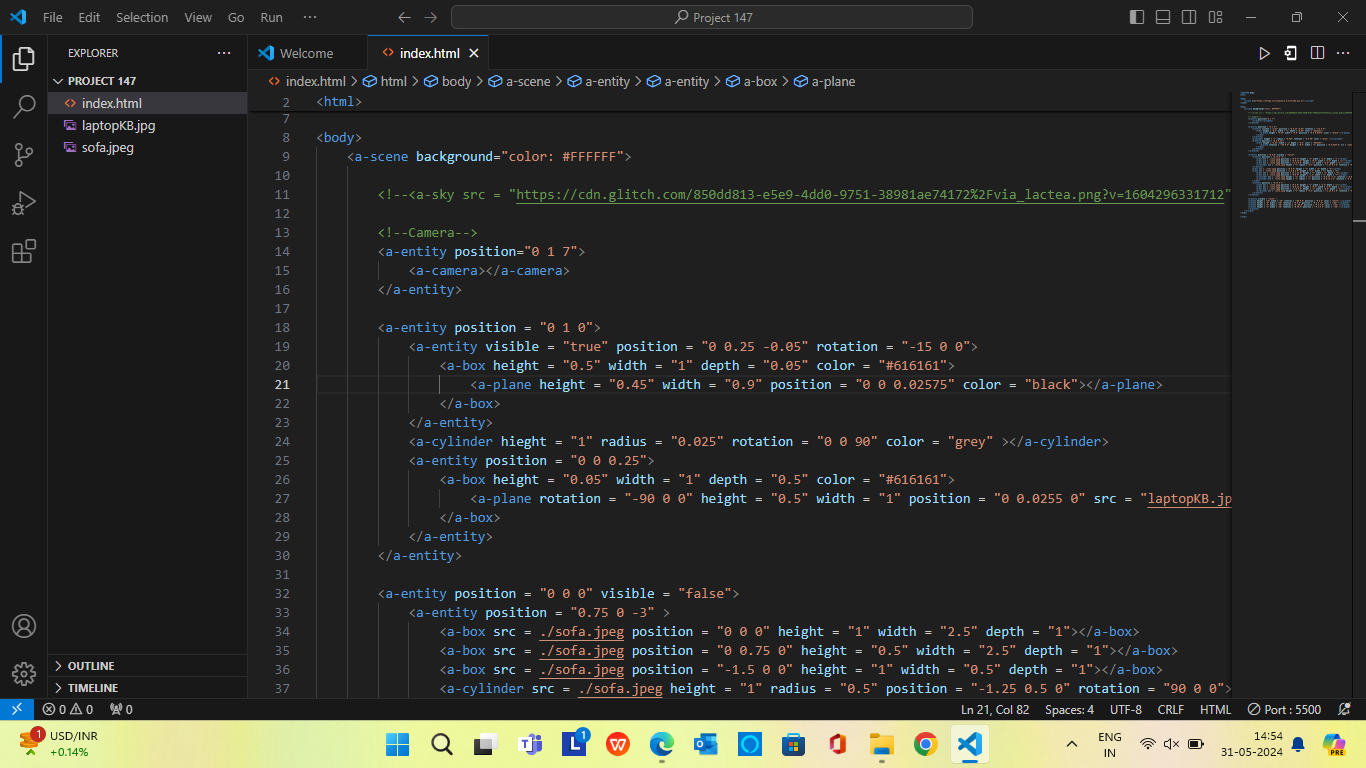 File Edit Selection View Go Run ··· Project 147
EXPLORER ···
PROJECT 147
index.html
laptopKB.jpg
sofa.jpeg
OUTLINE
TIMELINE
Welcome index.html
index.html > html > body > a-scene > a-entity > a-entity > a-box > a-plane
2 <html>
7
8 <body>
9 <a-scene background="color: #FFFFFF">
10
11 <!--<a-sky src = "https://cdn.glitch.com/850dd813-e5e9-4dd0-9751-38981ae74172%2Fvia_lactea.png?v=1604296331712"
12
13 <!--Camera-->
14 <a-entity position="0 1 7">
15 <a-camera></a-camera>
16 </a-entity>
17
18 <a-entity position = "0 1 0">
19 <a-entity visible = "true" position = "0 0.25 -0.05" rotation = "-15 0 0">
20 <a-box height = "0.5" width = "1" depth = "0.05" color = "#616161">
21 <a-plane height = "0.45" width = "0.9" position = "0 0 0.02575" color = "black"></a-plane>
22 </a-box>
23 </a-entity>
24 <a-cylinder hieght = "1" radius = "0.025" rotation = "0 0 90" color = "grey" ></a-cylinder>
25 <a-entity position = "0 0 0.25">
26 <a-box height = "0.05" width = "1" depth = "0.5" color = "#616161">
27 <a-plane rotation = "-90 0 0" height = "0.5" width = "1" position = "0 0.0255 0" src = "laptopKB.jp
28 </a-box>
29 </a-entity>
30 </a-entity>
31
32 <a-entity position = "0 0 0" visible = "false">
33 <a-entity position = "0.75 0 -3" >
34 <a-box src = ./sofa.jpeg position = "0 0 0" height = "1" width = "2.5" depth = "1"></a-box>
35 <a-box src = ./sofa.jpeg position = "0 0.75 0" height = "0.5" width = "2.5" depth = "1"></a-box>
36 <a-box src = ./sofa.jpeg position = "-1.5 0 0" height = "1" width = "0.5" depth = "1"></a-box>
37 <a-cylinder src = ./sofa.jpeg height = "1" radius = "0.5" position = "-1.25 0.5 0" rotation = "90 0 0">
0 0 0 Ln 21, Col 82 Spaces: 4 UTF-8 CRLF HTML Port : 5500
1 USD/INR
+0.14%
1
ENG
IN
14:54
31-05-2024
PRE